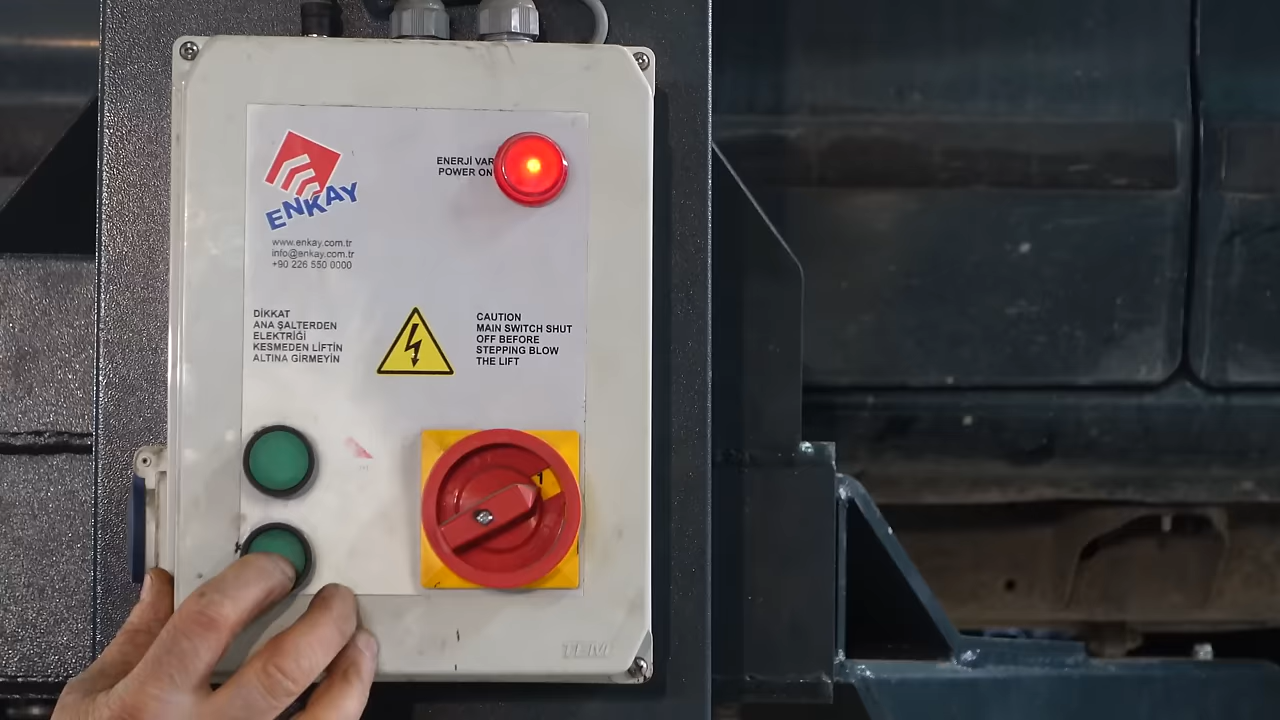 ENERJİ VAR
POWER ON
ENKAY
www.enkay.com.tr
info@enkay.com.tr
+90 226 550 0000
DİKKAT
ANA ŞALTERDEN
ELEKTRİĞİ
KESMEDEN LİFTİN
ALTINA GİRMEYİN
CAUTION
MAIN SWITCH SHUT
OFF BEFORE
STEPPING BLOW
THE LIFT
1